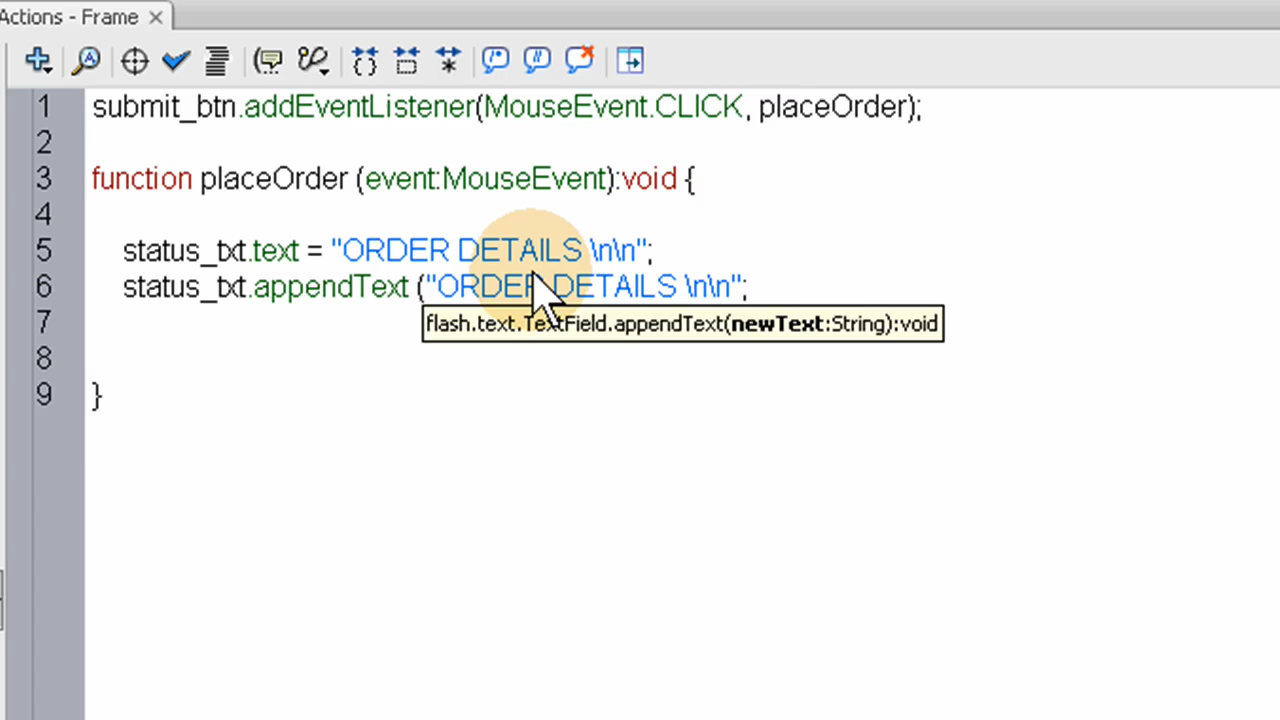 Actions - Frame
1 submit_btn.addEventListener(MouseEvent.CLICK, placeOrder);
2
3 function placeOrder (event:MouseEvent):void {
4
5 status_txt.text = "ORDER DETAILS \n\n";
6 status_txt.appendText ("ORDER DETAILS \n\n";
7 flash.text.TextField.appendText(newText:String):void
8
9 }